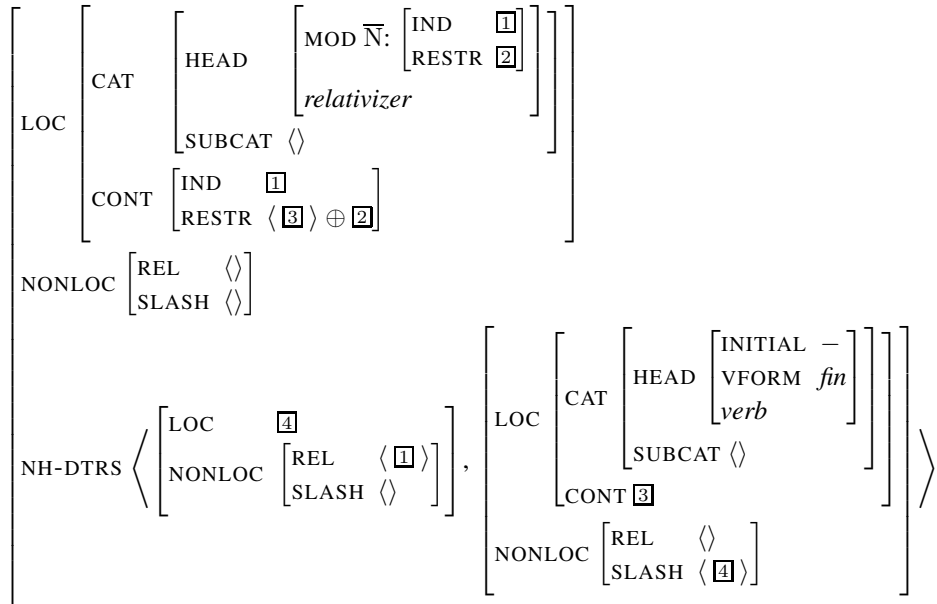 MOD N̅: IND 1
RESTR 2
HEAD
CAT
relativizer
LOC
SUBCAT ⟨⟩
CONT IND 1
RESTR ⟨ 3 ⟩ ⊕ 2
NONLOC REL ⟨⟩
SLASH ⟨⟩
INITIAL −
CAT HEAD VFORM fin
LOC verb
LOC 4
NH-DTRS ⟨ NONLOC REL ⟨ 1 ⟩ , SUBCAT ⟨⟩ ⟩
SLASH ⟨⟩
CONT 3
NONLOC REL ⟨⟩
SLASH ⟨ 4 ⟩